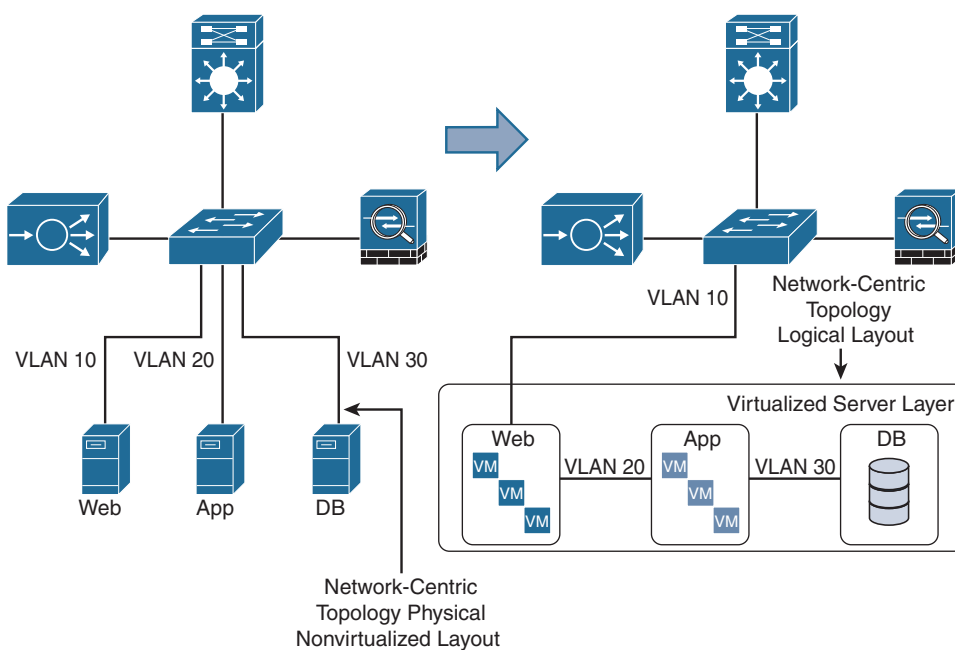 VLAN 10
VLAN 20
VLAN 30
Web
App
DB
Network-Centric
Topology Physical
Nonvirtualized Layout
VLAN 10
Network-Centric
Topology
Logical Layout
Virtualized Server Layer
Web
VM
VM
VM
VLAN 20
App
VM
VM
VM
VLAN 30
DB